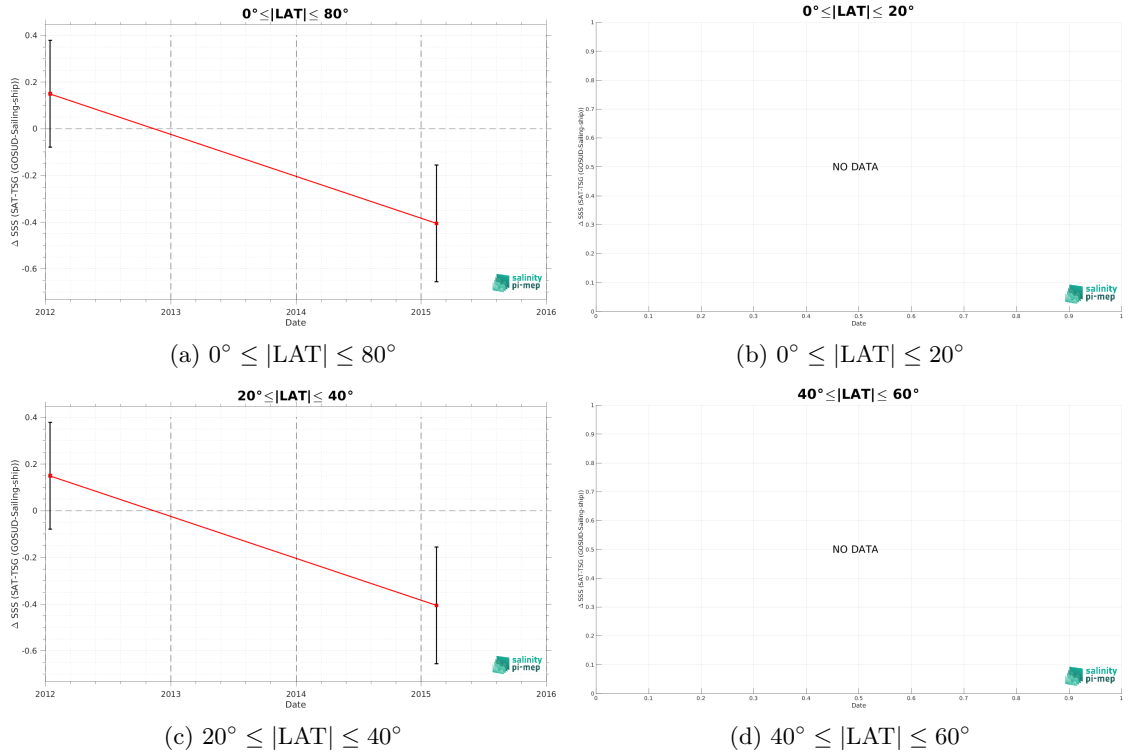 0°≤|LAT|≤ 80°
Δ SSS (SAT-TSG (GOSUD-Sailing-ship))
0.4
0.2
0
-0.2
-0.4
-0.6
2012 2013 2014 2015 2016
Date
salinity
pi-mep
(a) 0° ≤ |LAT| ≤ 80°
0°≤|LAT|≤ 20°
Δ SSS (SAT-TSG (GOSUD-Sailing-ship))
1
0.9
0.8
0.7
0.6
0.5
0.4
0.3
0.2
0.1
0
NO DATA
0 0.1 0.2 0.3 0.4 0.5 0.6 0.7 0.8 0.9 1
Date
salinity
pi-mep
(b) 0° ≤ |LAT| ≤ 20°
20°≤|LAT|≤ 40°
Δ SSS (SAT-TSG (GOSUD-Sailing-ship))
0.4
0.2
0
-0.2
-0.4
-0.6
2012 2013 2014 2015 2016
Date
salinity
pi-mep
(c) 20° ≤ |LAT| ≤ 40°
40°≤|LAT|≤ 60°
Δ SSS (SAT-TSG (GOSUD-Sailing-ship))
1
0.9
0.8
0.7
0.6
0.5
0.4
0.3
0.2
0.1
0
NO DATA
0 0.1 0.2 0.3 0.4 0.5 0.6 0.7 0.8 0.9 1
Date
salinity
pi-mep
(d) 40° ≤ |LAT| ≤ 60°